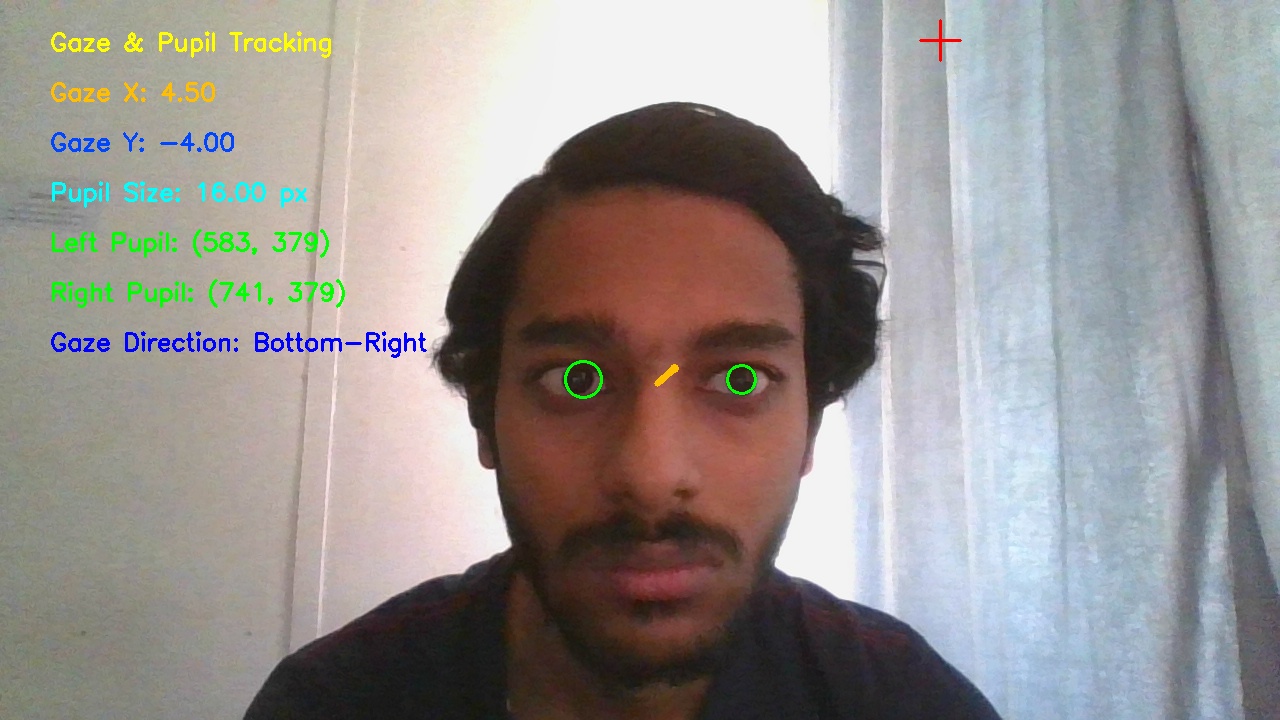 Gaze & Pupil Tracking
Gaze X: 4.50
Gaze Y: -4.00
Pupil Size: 16.00 px
Left Pupil: (583, 379)
Right Pupil: (741, 379)
Gaze Direction: Bottom-Right